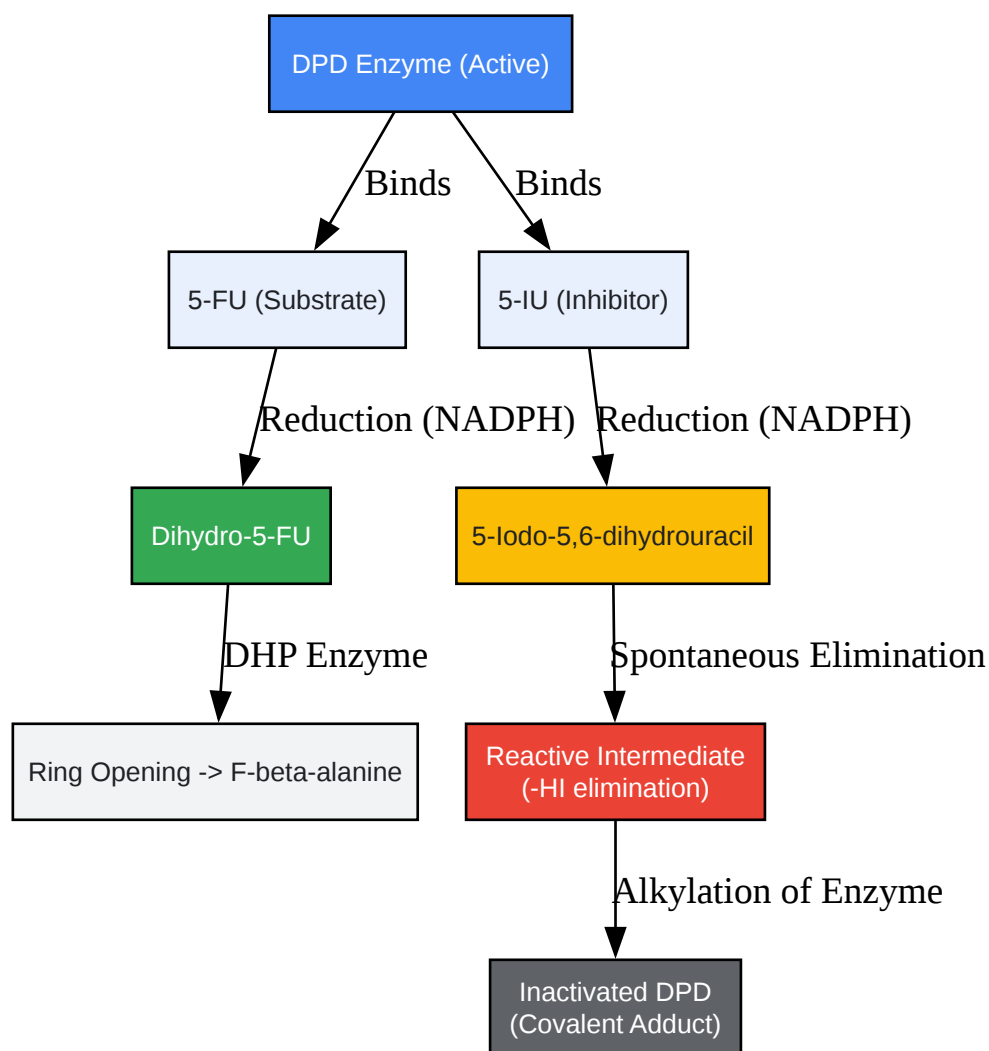 DPD Enzyme (Active)
Binds
Binds
5-FU (Substrate)
5-IU (Inhibitor)
Reduction (NADPH)
Reduction (NADPH)
Dihydro-5-FU
5-Iodo-5,6-dihydrouracil
DHP Enzyme
Spontaneous Elimination
Ring Opening -> F-beta-alanine
Reactive Intermediate
(-HI elimination)
Alkylation of Enzyme
Inactivated DPD
(Covalent Adduct)